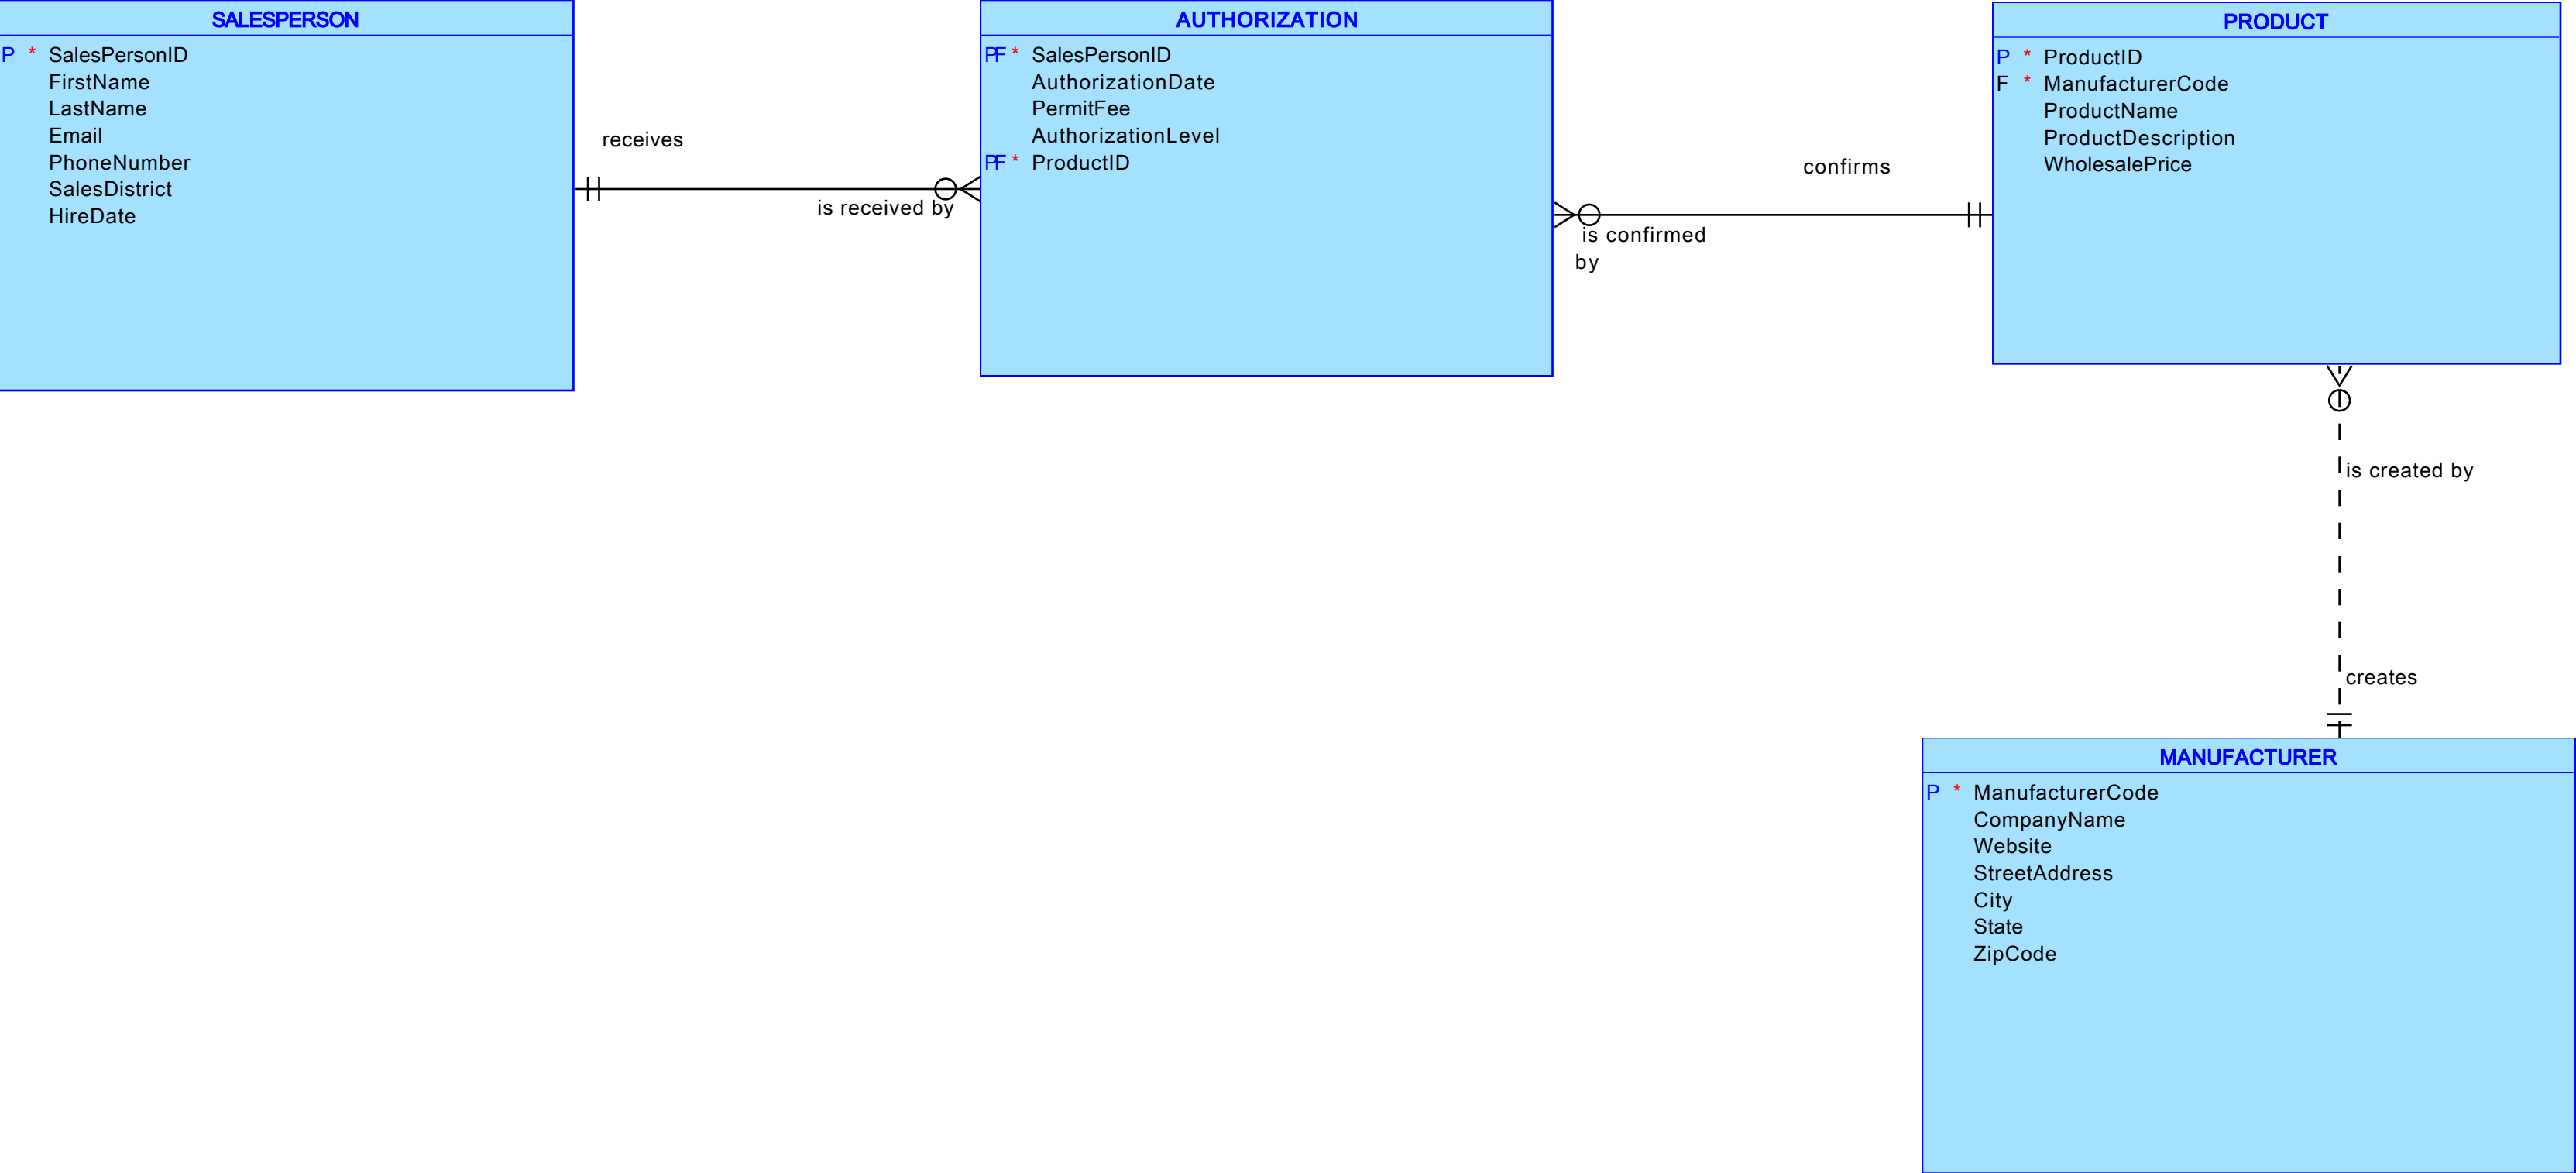 SALESPERSON
P * SalesPersonID
FirstName
LastName
Email
PhoneNumber
SalesDistrict
HireDate
receives
is received by
AUTHORIZATION
PF * SalesPersonID
AuthorizationDate
PermitFee
AuthorizationLevel
PF * ProductID
confirms
is confirmed
by
PRODUCT
P * ProductID
F * ManufacturerCode
ProductName
ProductDescription
WholesalePrice
is created by
creates
MANUFACTURER
P * ManufacturerCode
CompanyName
Website
StreetAddress
City
State
ZipCode